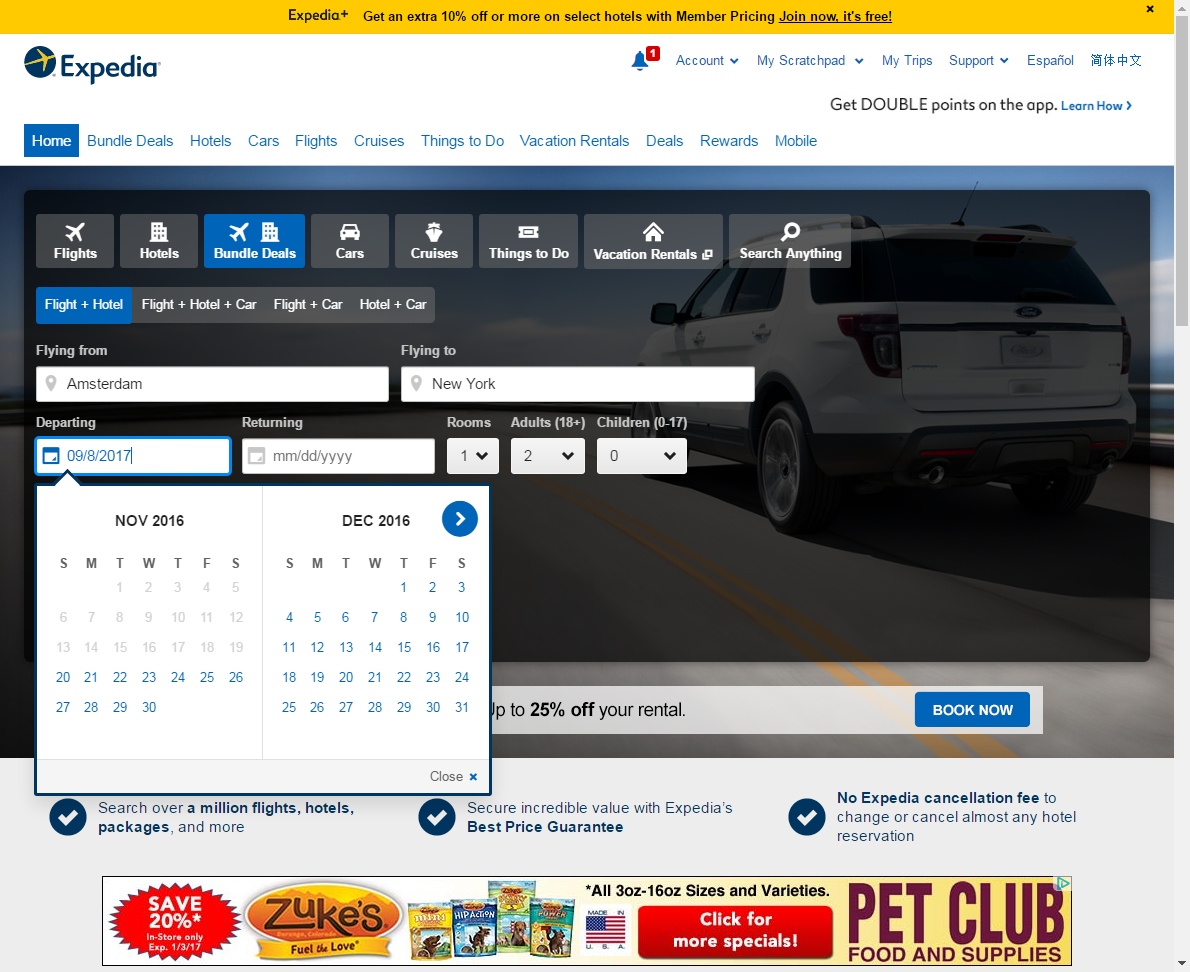 Expedia+ Get an extra 10% off or more on select hotels with Member Pricing Join now, it's free!
Expedia
1 Account My Scratchpad My Trips Support Español 简体中文
Get DOUBLE points on the app. Learn How
Home Bundle Deals Hotels Cars Flights Cruises Things to Do Vacation Rentals Deals Rewards Mobile
Flights Hotels Bundle Deals Cars Cruises Things to Do Vacation Rentals Search Anything
Flight + Hotel Flight + Hotel + Car Flight + Car Hotel + Car
Flying from Flying to
Amsterdam New York
Departing Returning Rooms Adults (18+) Children (0-17)
09/8/2017 mm/dd/yyyy 1 2 0
NOV 2016 DEC 2016
S M T W T F S S M T W T F S
1 2 3 4 5 1 2 3
6 7 8 9 10 11 12 4 5 6 7 8 9 10
13 14 15 16 17 18 19 11 12 13 14 15 16 17
20 21 22 23 24 25 26 18 19 20 21 22 23 24
27 28 29 30 25 26 27 28 29 30 31
Up to 25% off your rental. BOOK NOW
Close ×
Search over a million flights, hotels,
packages, and more
Secure incredible value with Expedia's
Best Price Guarantee
No Expedia cancellation fee to
change or cancel almost any hotel
reservation
SAVE
20%*
In-Store only
Exp. 1/3/17
Zuke's
Durango, Colorado
Fuel the Love
mini
HIP ACTION
POWER
*All 3oz-16oz Sizes and Varieties.
MADE IN
U.S.A.
Click for
more specials!
PET CLUB
FOOD AND SUPPLIES